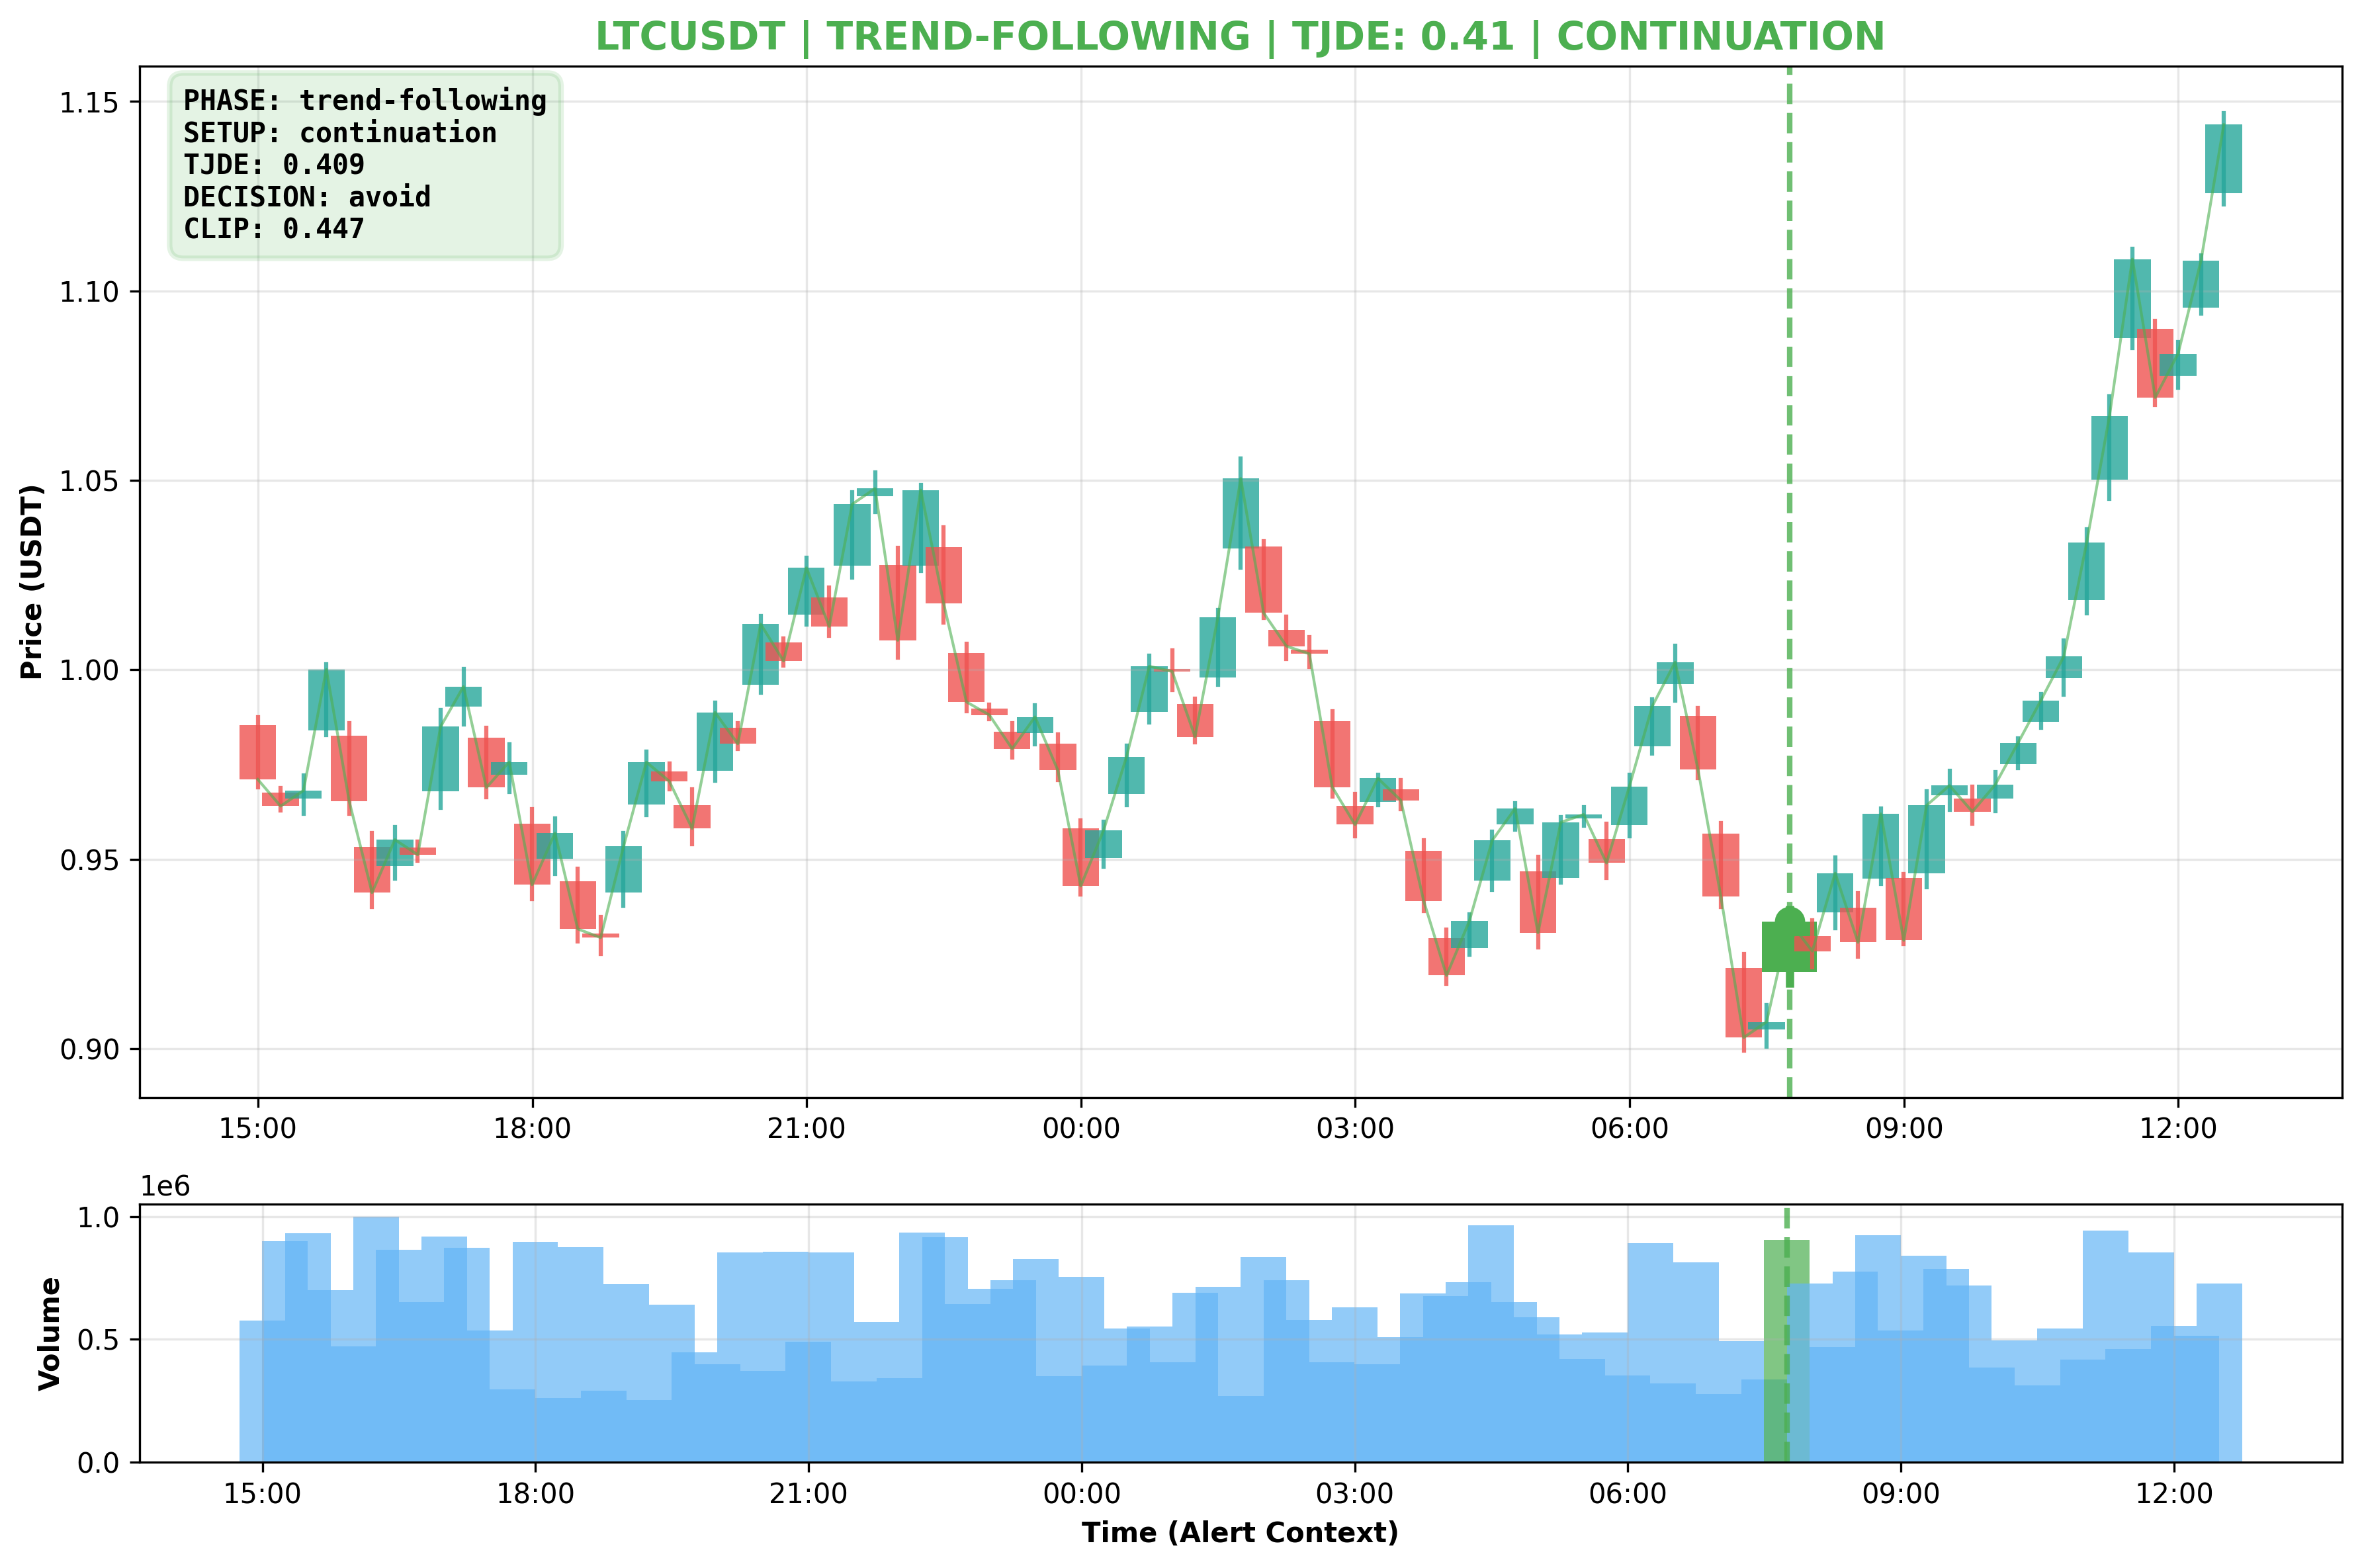 LTCUSDT | TREND-FOLLOWING | TJDE: 0.41 | CONTINUATION
PHASE: trend-following
SETUP: continuation
TJDE: 0.409
DECISION: avoid
CLIP: 0.447
Price (USDT)
1.15
1.10
1.05
1.00
0.95
0.90
15:00 18:00 21:00 00:00 03:00 06:00 09:00 12:00
1e6
Volume
1.0
0.5
0.0
15:00 18:00 21:00 00:00 03:00 06:00 09:00 12:00
Time (Alert Context)